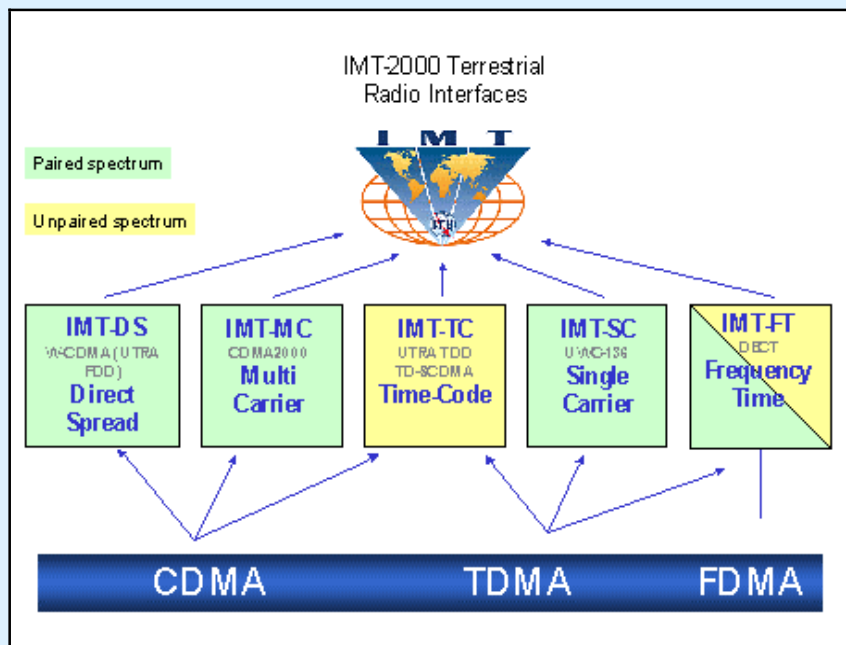 IMT-2000 Terrestrial
Radio Interfaces
I M T
ITU
Paired spectrum
Unpaired spectrum
IMT-DS
W-CDMA (UTRA
FDD)
Direct
Spread
IMT-MC
CDMA2000
Multi
Carrier
IMT-TC
UTRA TDD
TD-SCDMA
Time-Code
IMT-SC
UWC-136
Single
Carrier
IMT-FT
DECT
Frequency
Time
CDMA
TDMA
FDMA